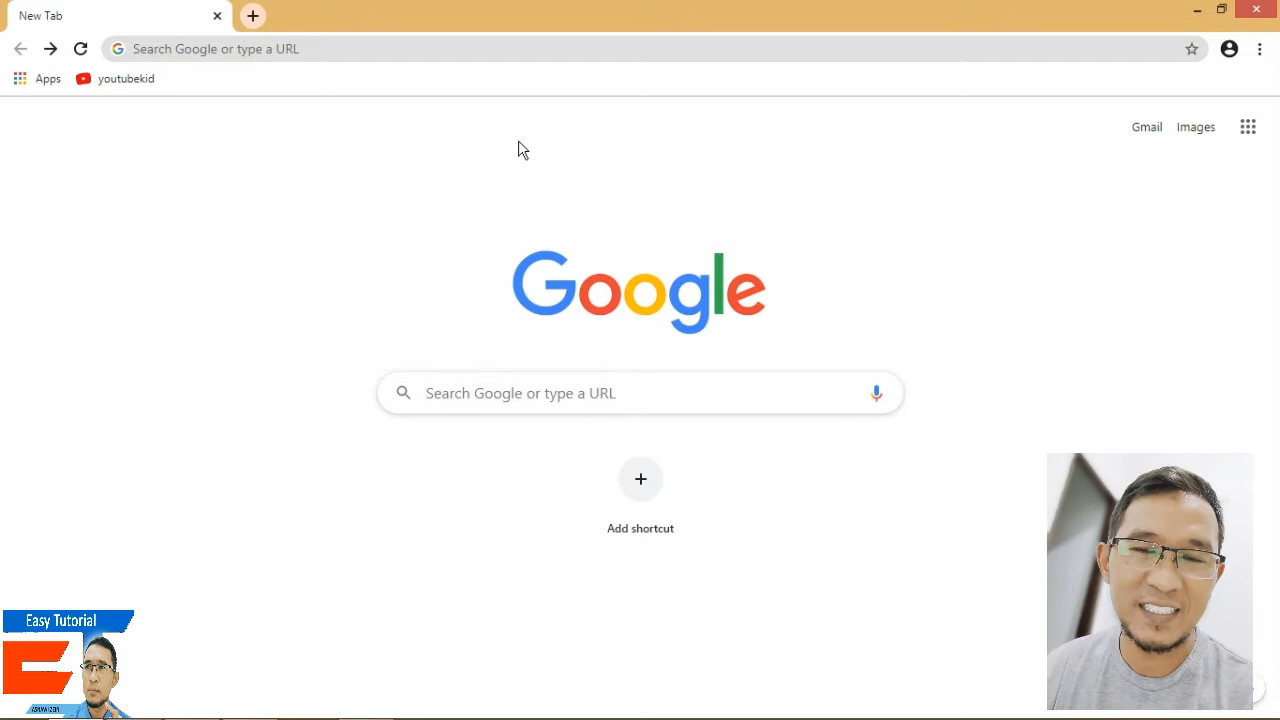 New Tab
Search Google or type a URL
Apps
youtubekid
Gmail
Images
Google
Search Google or type a URL
Add shortcut
Easy Tutorial